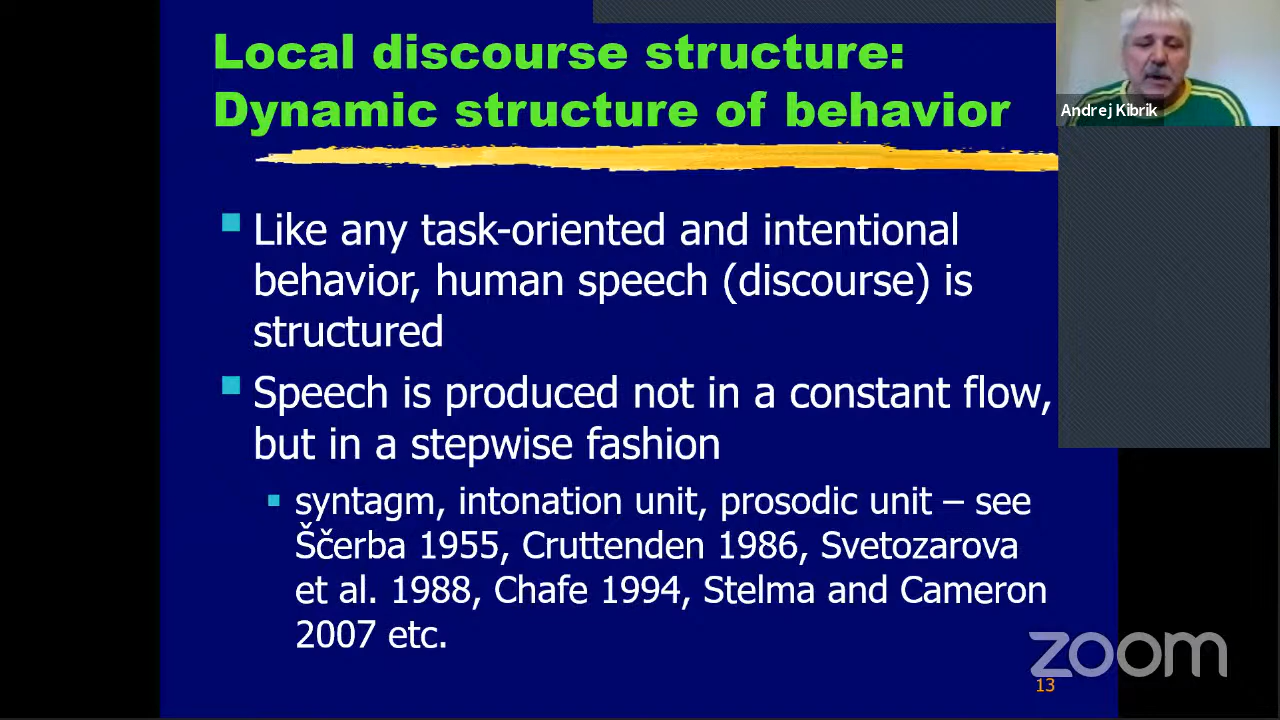 Local discourse structure:
Dynamic structure of behavior
Andrej Kibrik
Like any task-oriented and intentional
behavior, human speech (discourse) is
structured
Speech is produced not in a constant flow,
but in a stepwise fashion
syntagm, intonation unit, prosodic unit – see
Ščerba 1955, Cruttenden 1986, Svetozarova
et al. 1988, Chafe 1994, Stelma and Cameron
2007 etc.
zoom
13